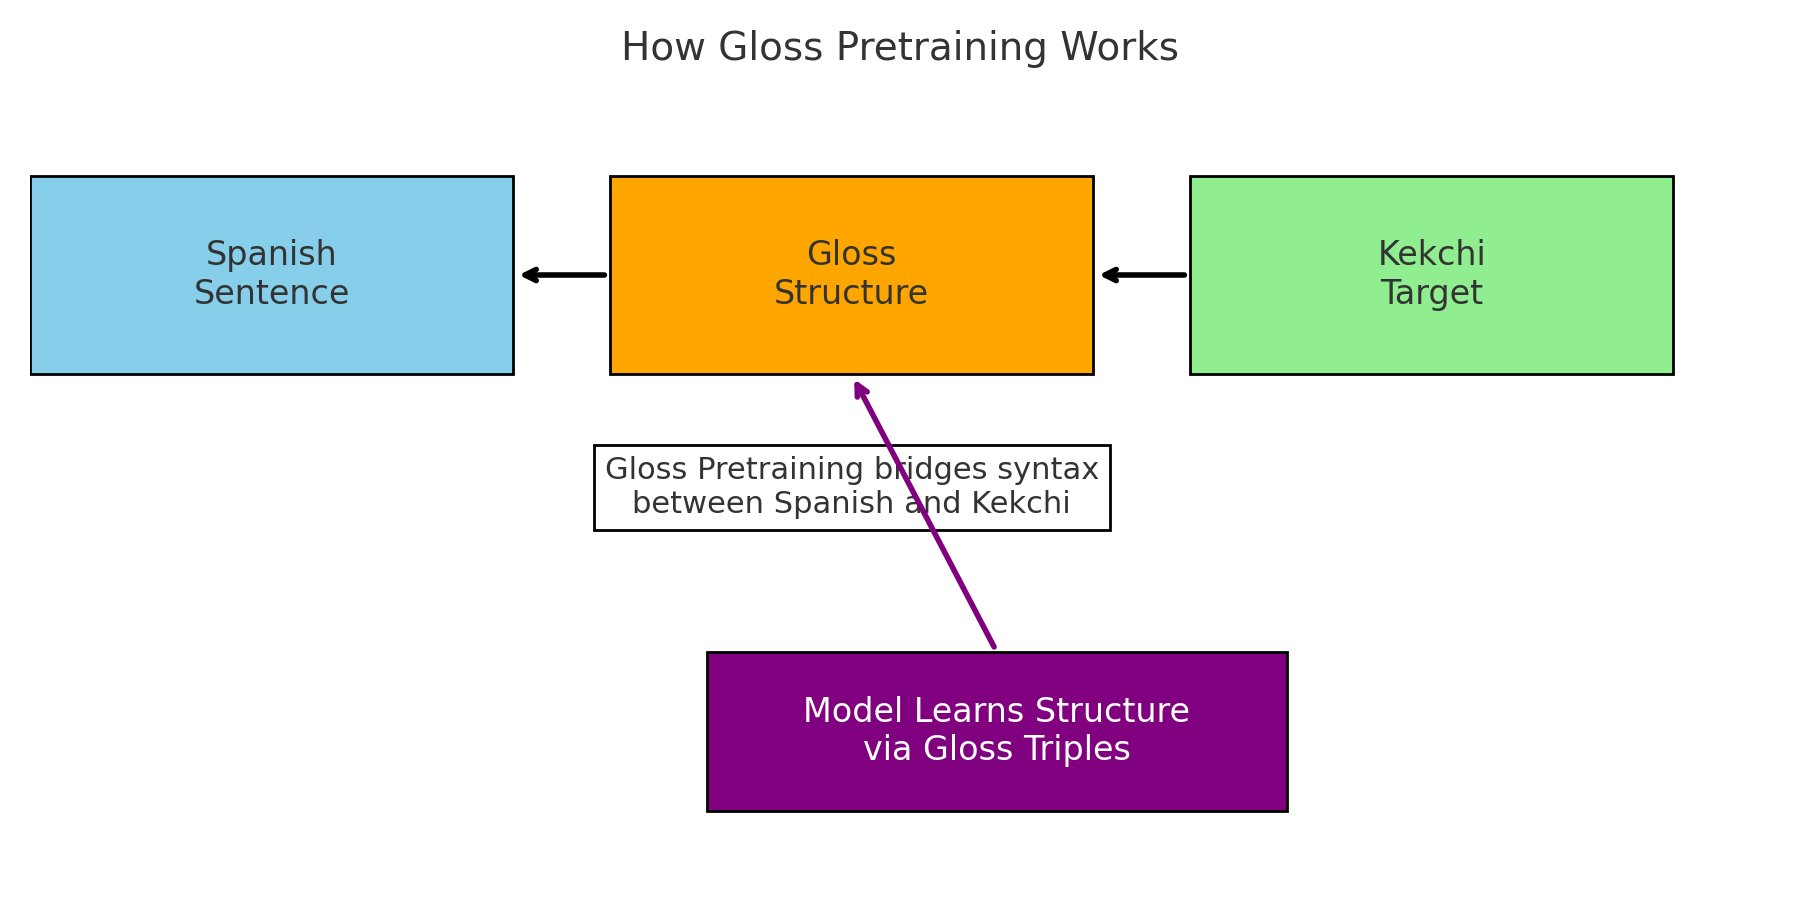 How Gloss Pretraining Works
Spanish
Sentence
Gloss
Structure
Kekchi
Target
Gloss Pretraining bridges syntax
between Spanish and Kekchi
Model Learns Structure
via Gloss Triples